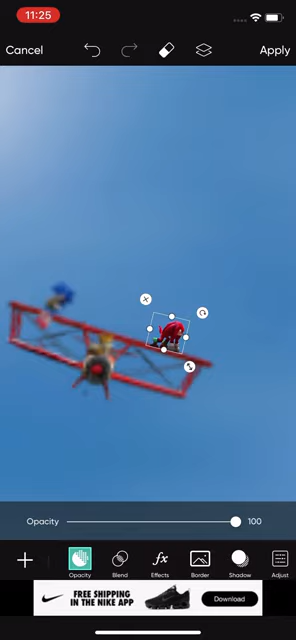 11:25
Cancel
Apply
Opacity
100
Opacity
Blend
fx
Effects
Border
Shadow
Adjust
FREE SHIPPING
IN THE NIKE APP
Download